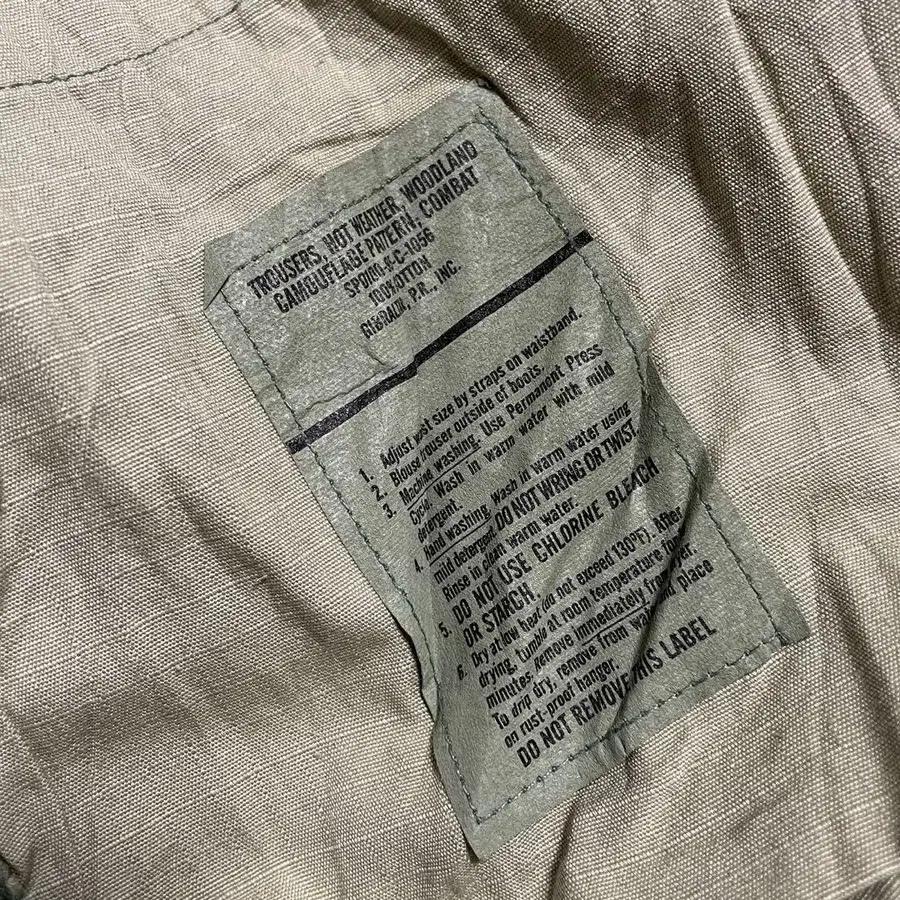 TROUSERS, HOT WEATHER, WOODLAND
CAMOUFLAGE PATERN, COMBAT
100%OTTON
P.R., INC.
1. Adjust size by straps on waistband.
2. Blouse trouser outside of boots.
3. Machine washing: Use Permanent Press
Cycle. Wash in warm water with mild
detergent.
4. Hand washing: Wash in warm water using
mild detergent DO NOT WRING OR TWIST.
Rinse in clean warm water.
5. DO NOT USE CHLORINE BLEACH
OR STARCH.
6. Dry at low heat (do not exceed 130°F). After
drying, tumble at room temperature for
minutes. Remove immediately from place
To drip dry, remove from water.
on rust-proof hanger.
DO NOT REMOVE THIS LABEL